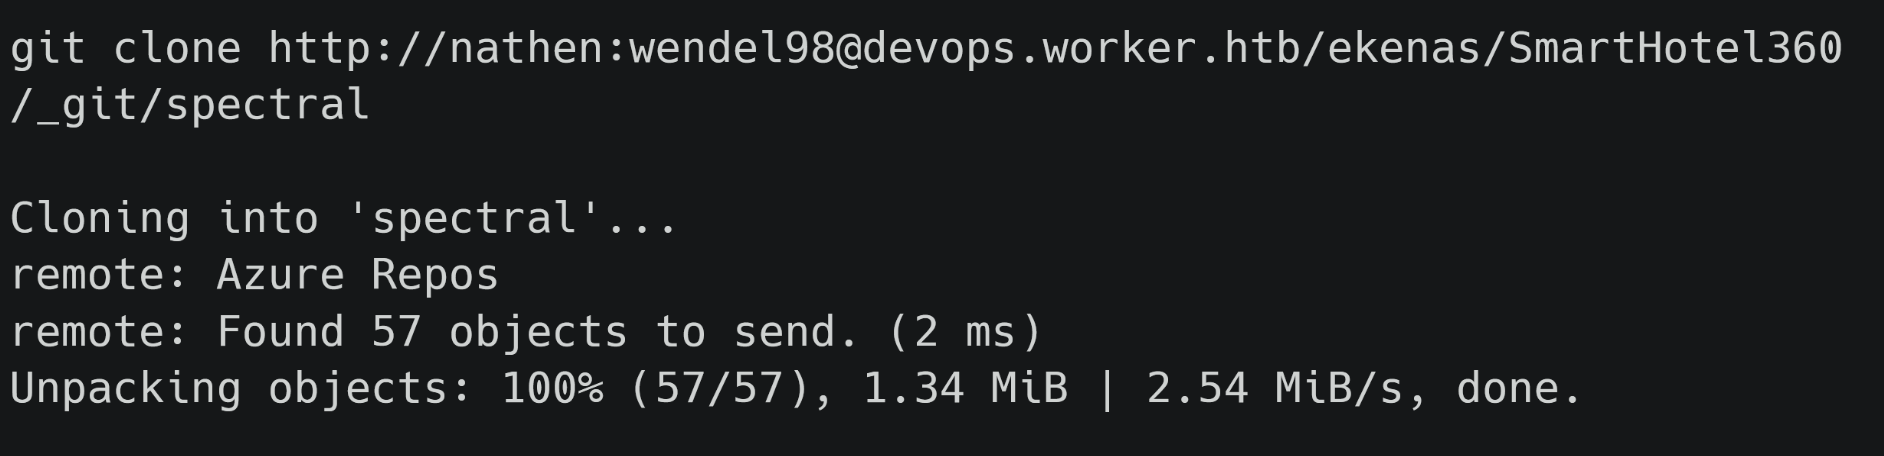 git clone http://nathen:wendel98@devops.worker.htb/ekenas/SmartHotel360
/_git/spectral
Cloning into 'spectral'...
remote: Azure Repos
remote: Found 57 objects to send. (2 ms)
Unpacking objects: 100% (57/57), 1.34 MiB | 2.54 MiB/s, done.